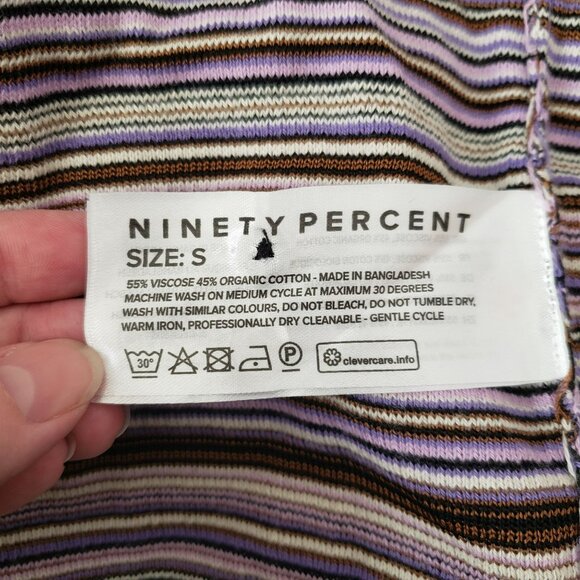 NINETY PERCENT
SIZE: S
55% VISCOSE 45% ORGANIC COTTON - MADE IN BANGLADESH
MACHINE WASH ON MEDIUM CYCLE AT MAXIMUM 30 DEGREES
WASH WITH SIMILAR COLOURS, DO NOT BLEACH, DO NOT TUMBLE DRY,
WARM IRON, PROFESSIONALLY DRY CLEANABLE - GENTLE CYCLE
30° P clevercare.info